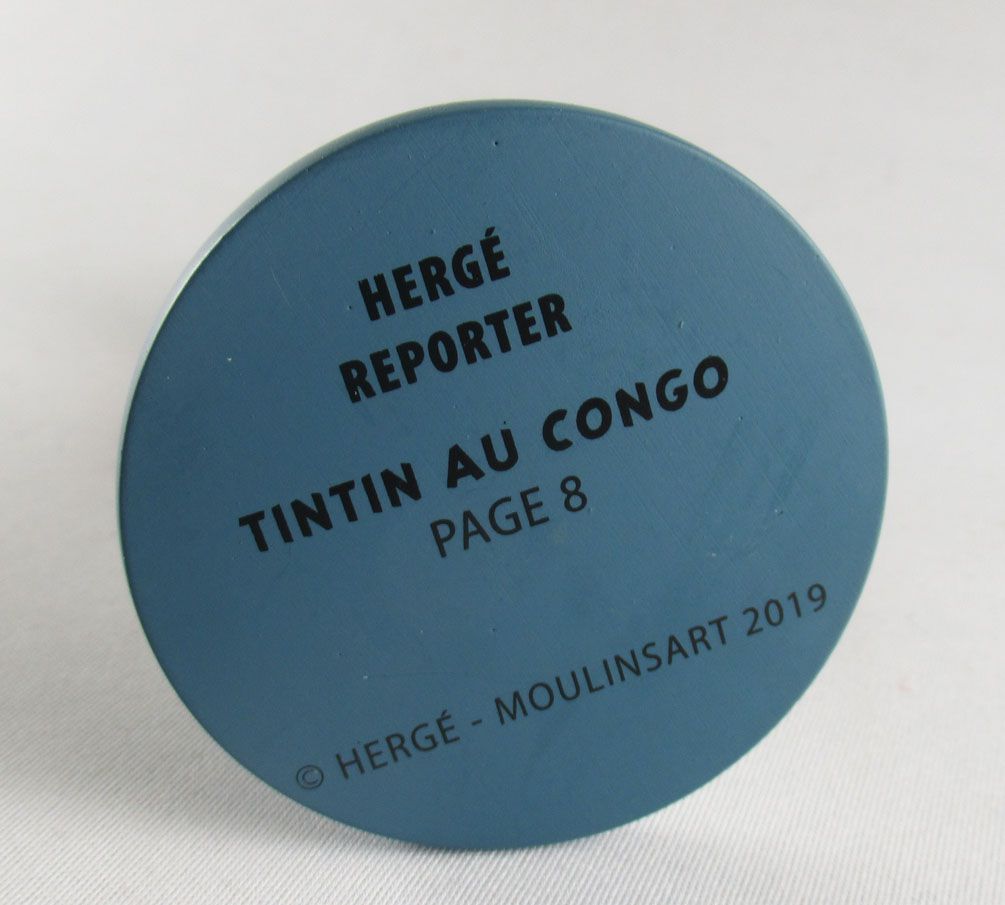 HERGÉ
REPORTER
TINTIN AU CONGO
PAGE 8
© HERGÉ - MOULINSART 2019